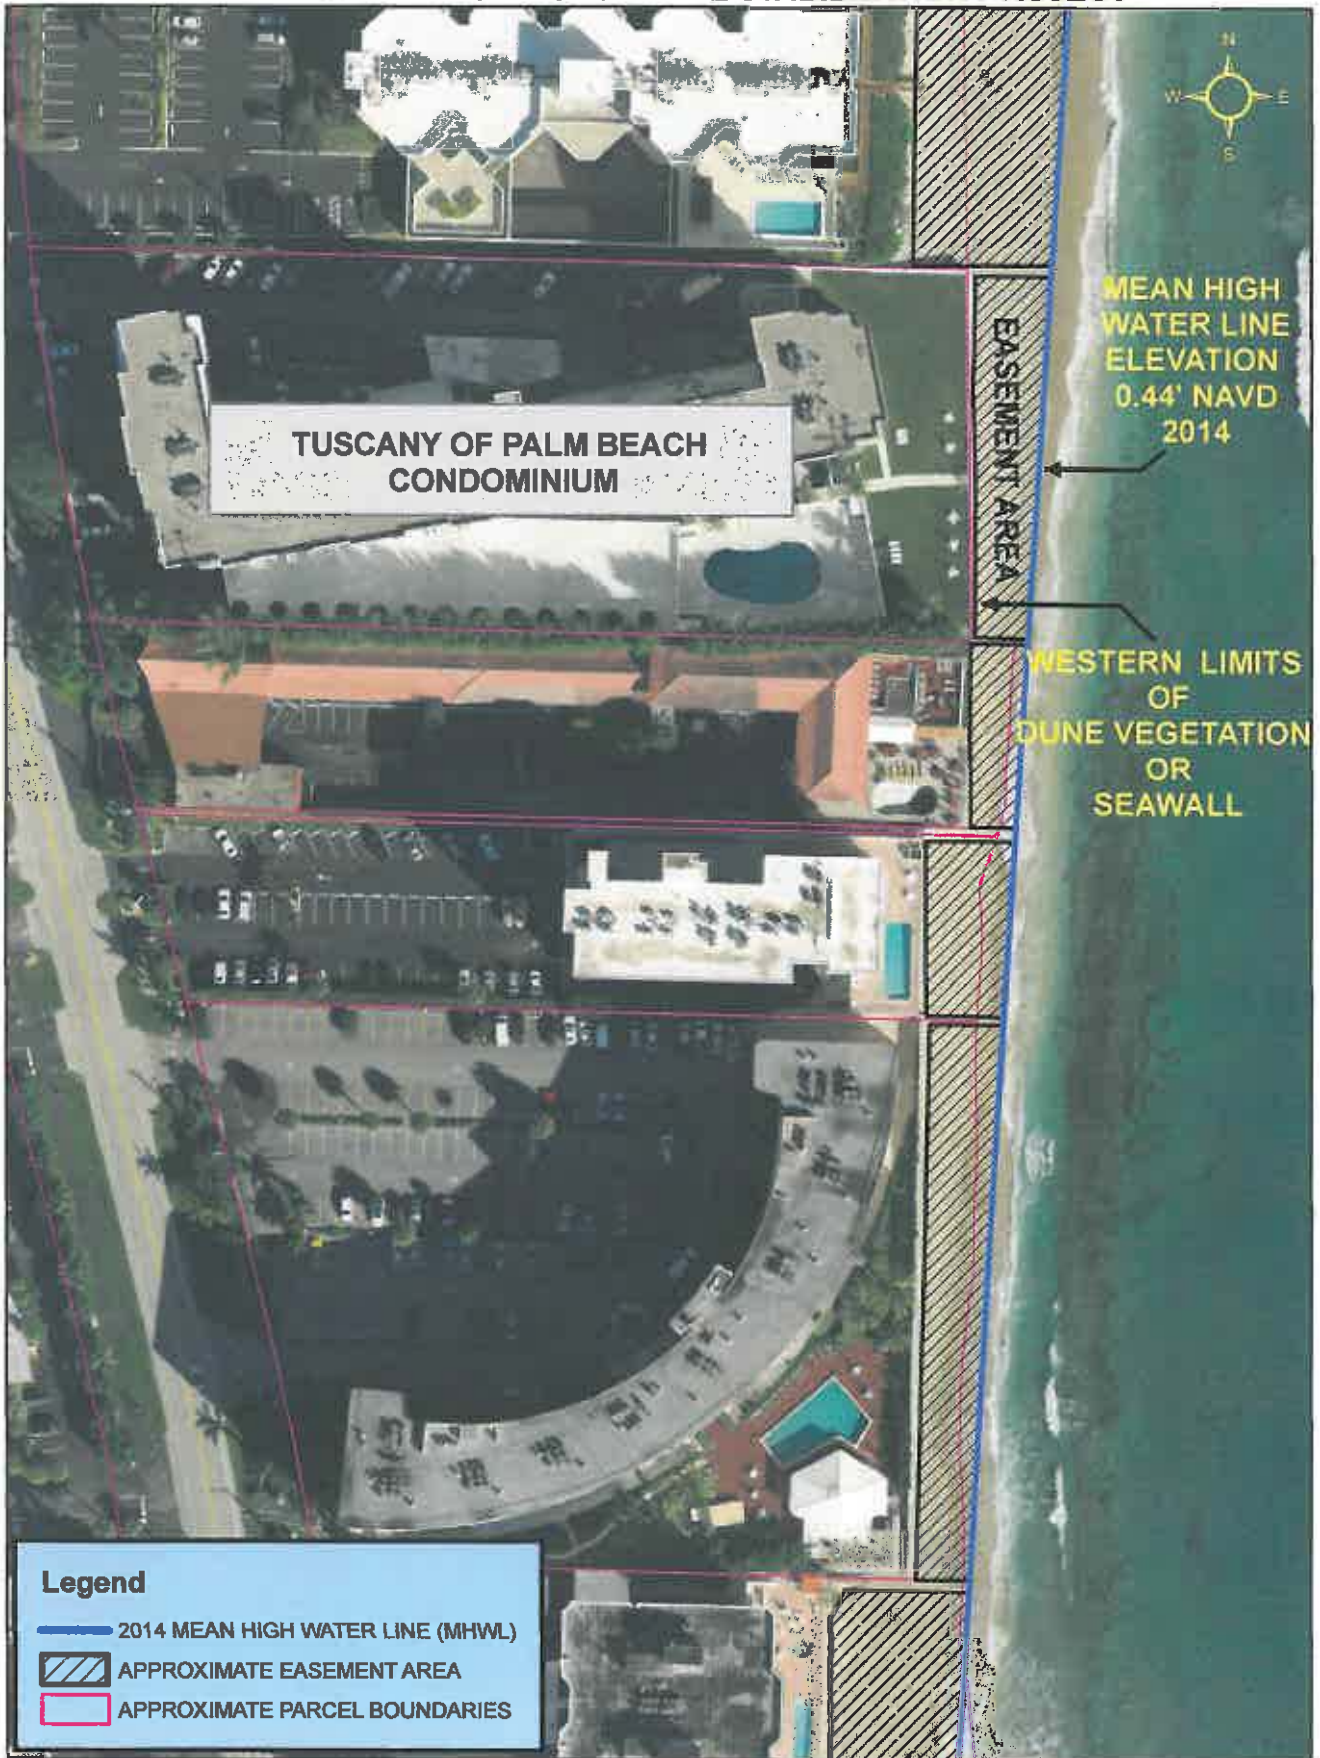 N
W E
S
MEAN HIGH
WATER LINE
ELEVATION
0.44' NAVD
2014
EASEMENT AREA
TUSCANY OF PALM BEACH
CONDOMINIUM
WESTERN LIMITS
OF
DUNE VEGETATION
OR
SEAWALL
Legend
2014 MEAN HIGH WATER LINE (MHWL)
APPROXIMATE EASEMENT AREA
APPROXIMATE PARCEL BOUNDARIES